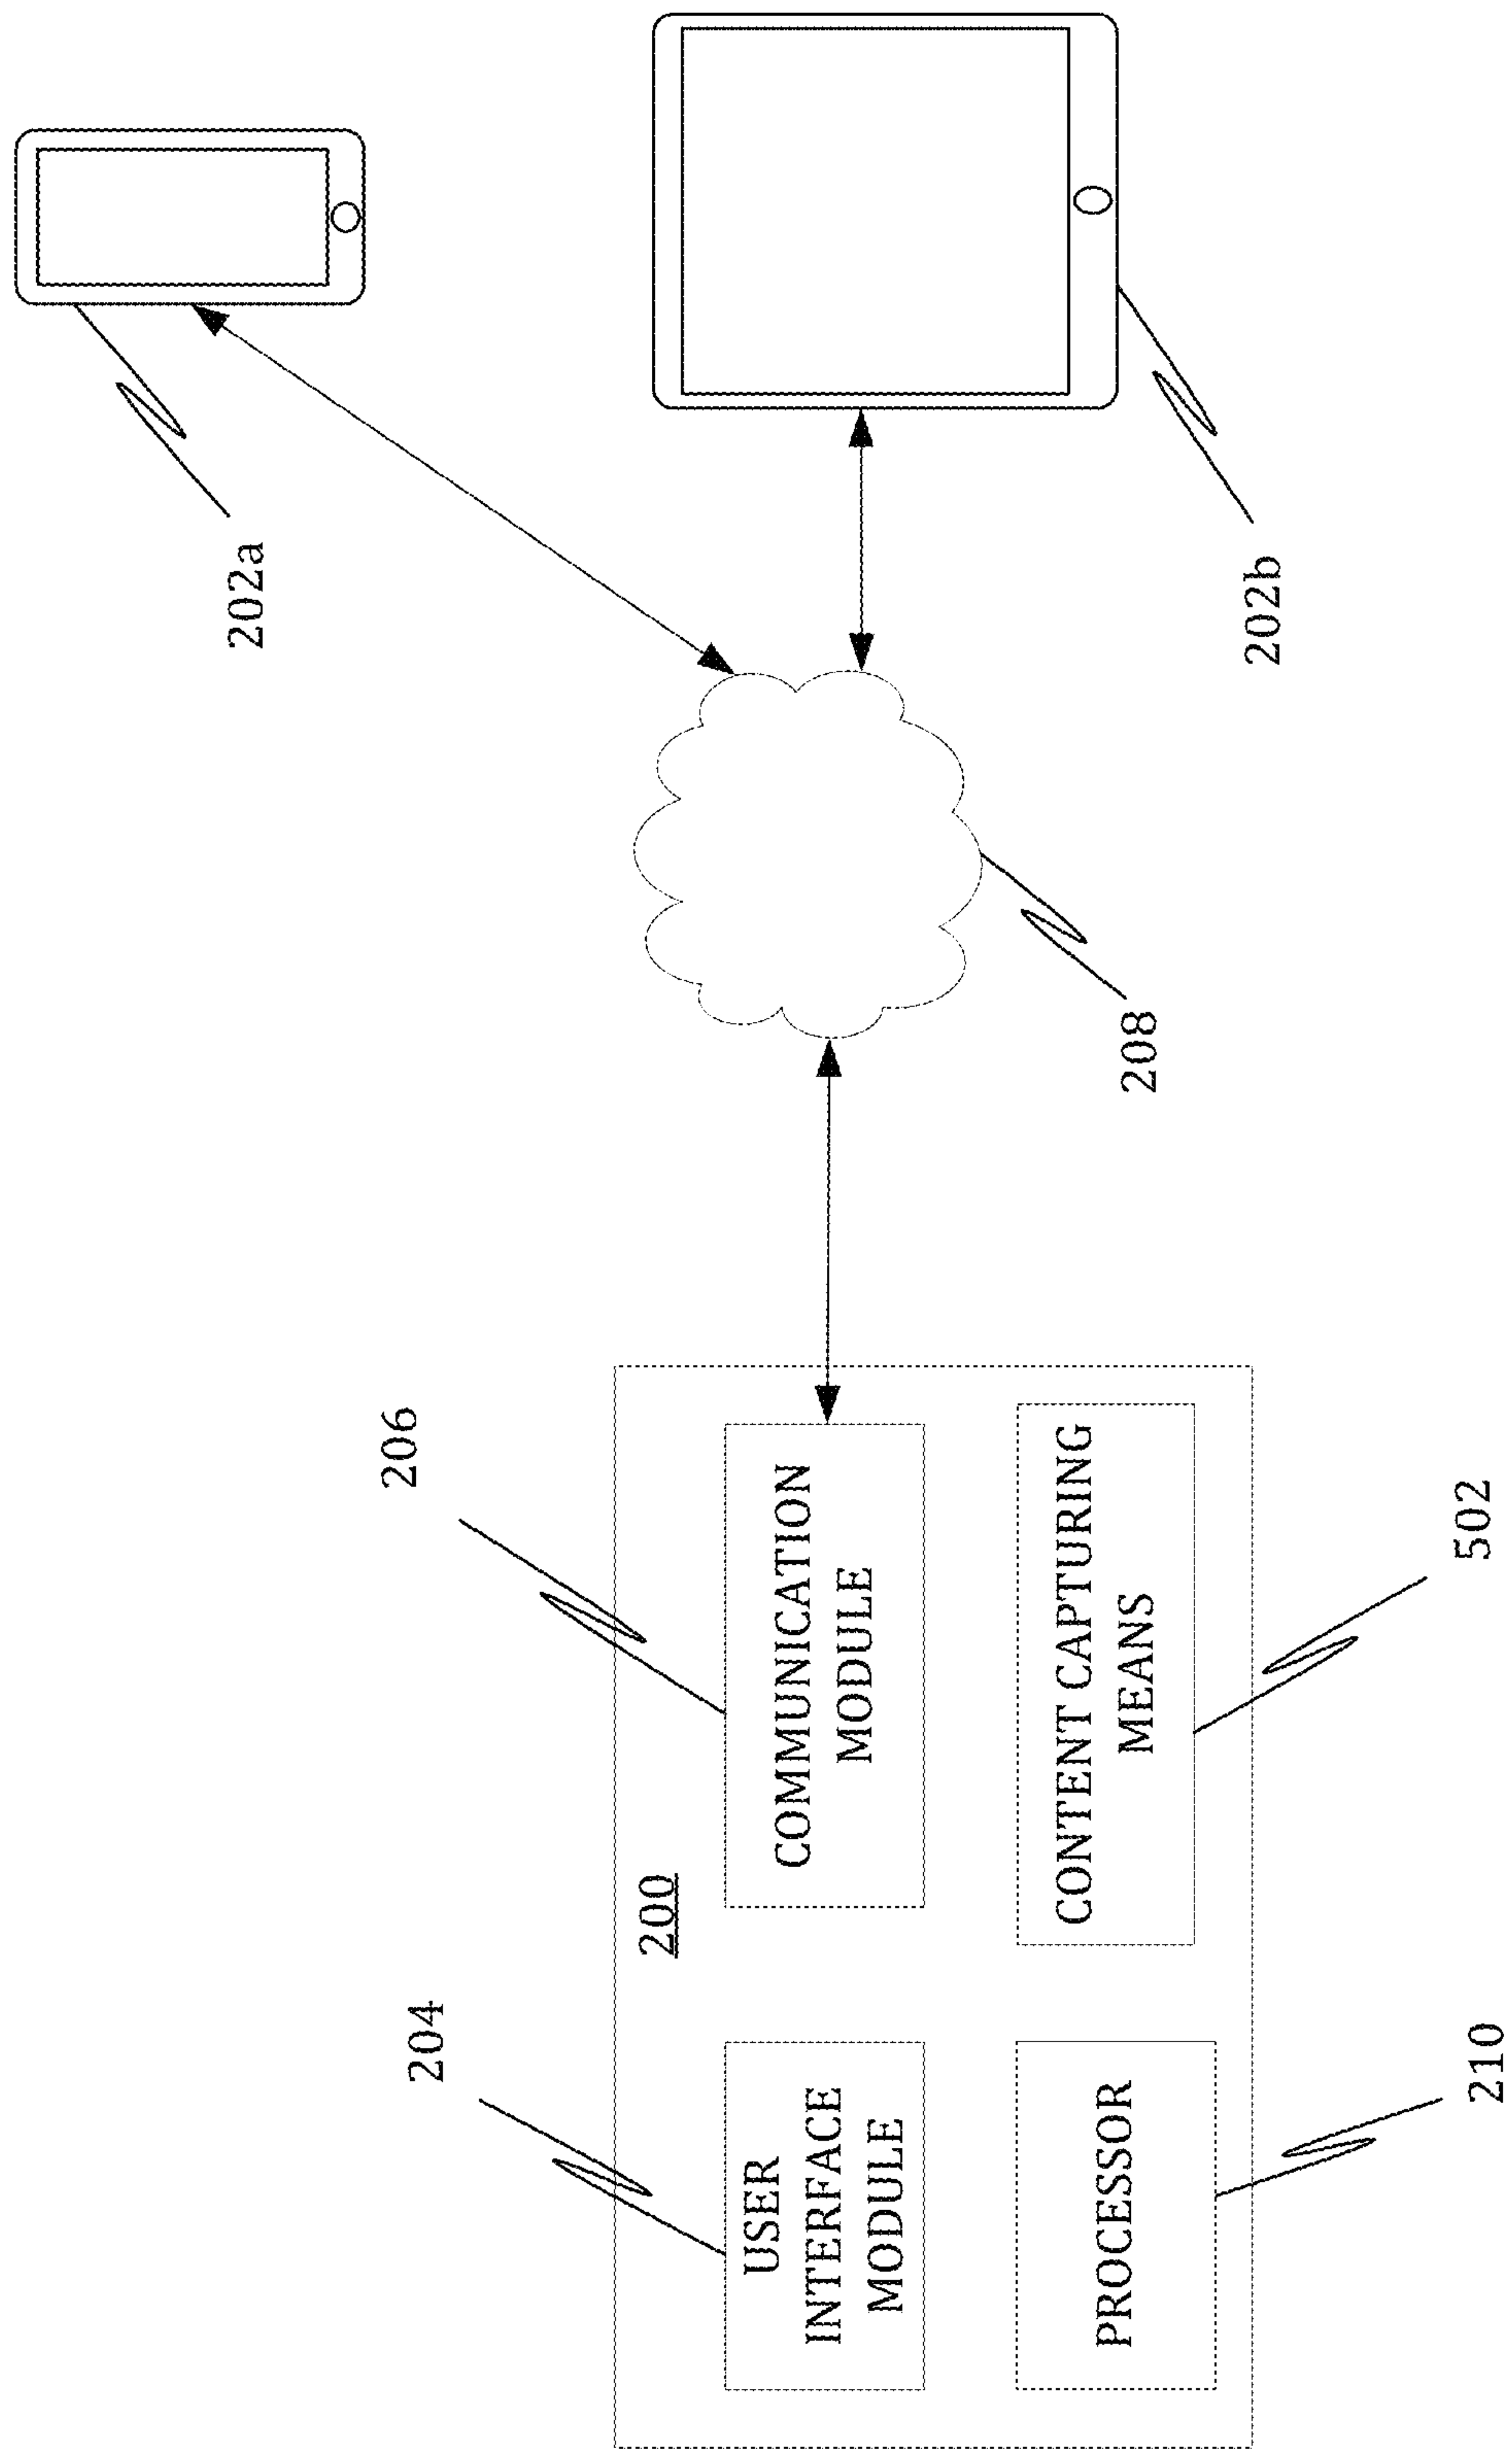 202a
202b
208
206
204
200
USER
INTERFACE
MODULE
COMMUNICATION
MODULE
PROCESSOR
CONTENT CAPTURING
MEANS
210
502